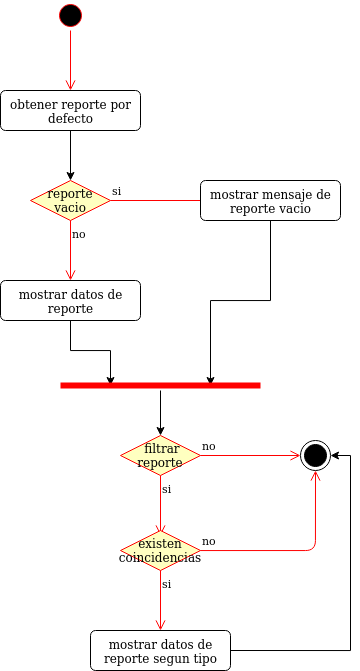 obtener reporte por
defecto
reporte
vacio
si
mostrar mensaje de
reporte vacio
no
mostrar datos de
reporte
filtrar
reporte
no
si
existen
coincidencias
no
si
mostrar datos de
reporte segun tipo